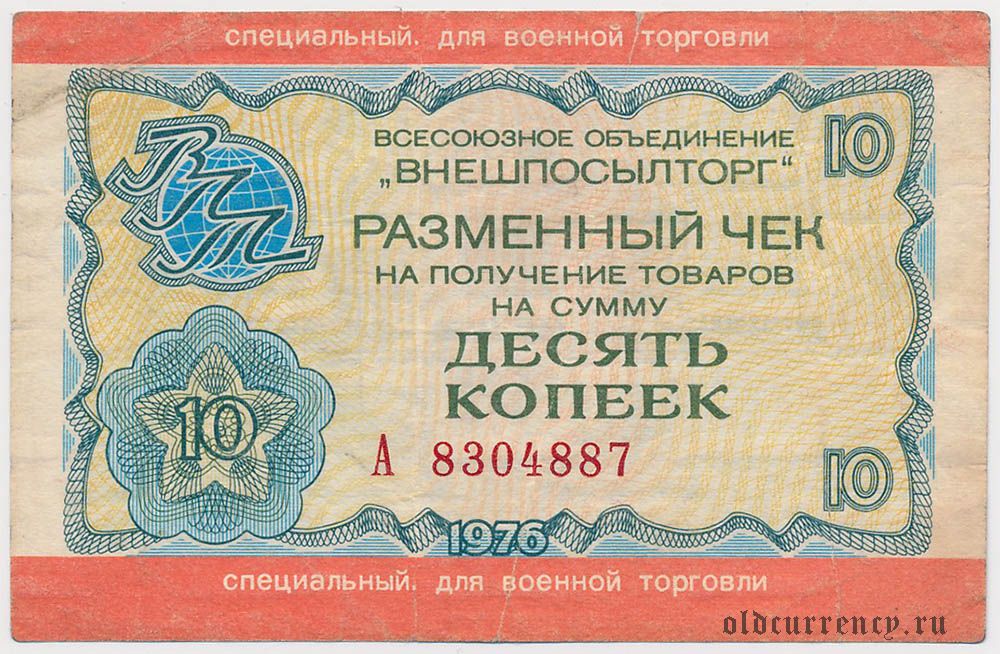 специальный. для военной торговли
ВПТ
ВСЕСОЮЗНОЕ ОБЪЕДИНЕНИЕ
„ВНЕШПОСЫЛТОРГ“
10
РАЗМЕННЫЙ ЧЕК
НА ПОЛУЧЕНИЕ ТОВАРОВ
НА СУММУ
ДЕСЯТЬ
КОПЕЕК
10
А 8304887
10
1976
специальный. для военной торговли
oldcurrency.ru